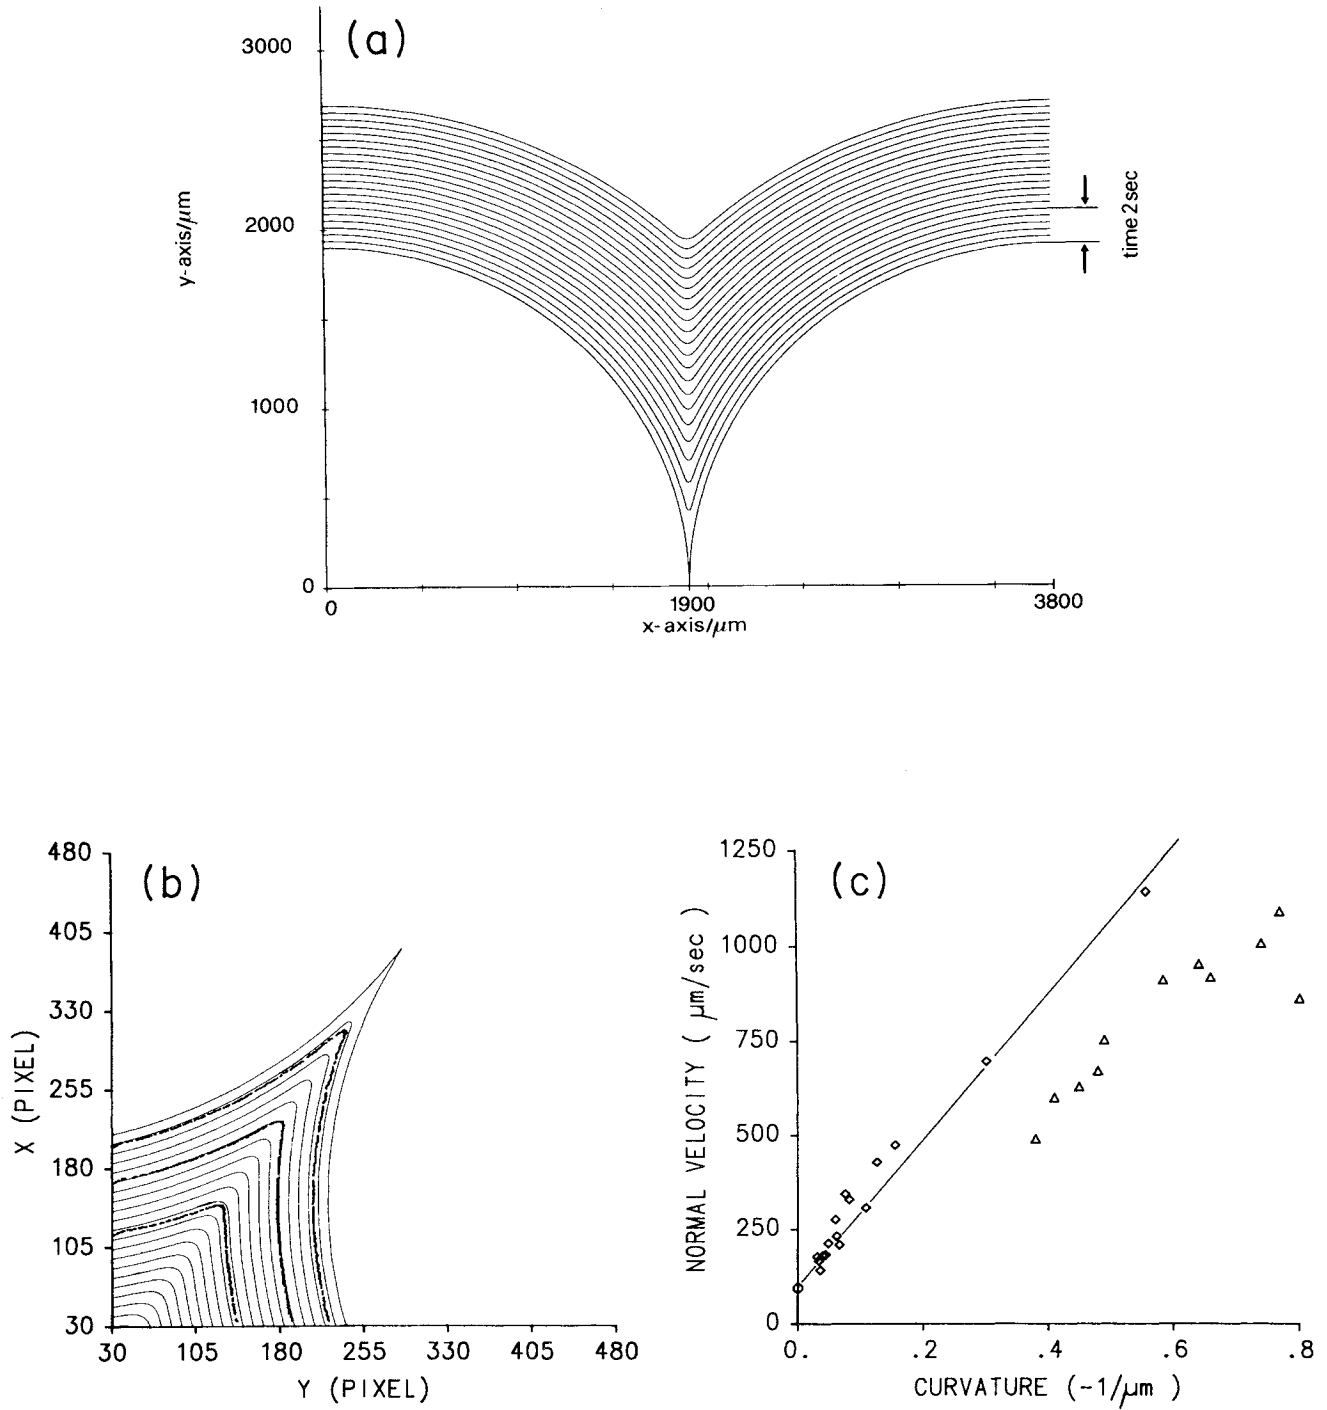 (a)
3000
2000
1000
0
y-axis/μm
time 2 sec
0
1900
3800
x-axis/μm
(b)
480
405
330
255
180
105
30
X (PIXEL)
30 105 180 255 330 405 480
Y (PIXEL)
(c)
1250
1000
750
500
250
0
NORMAL VELOCITY ( μm/sec )
0. .2 .4 .6 .8
CURVATURE (-1/μm )